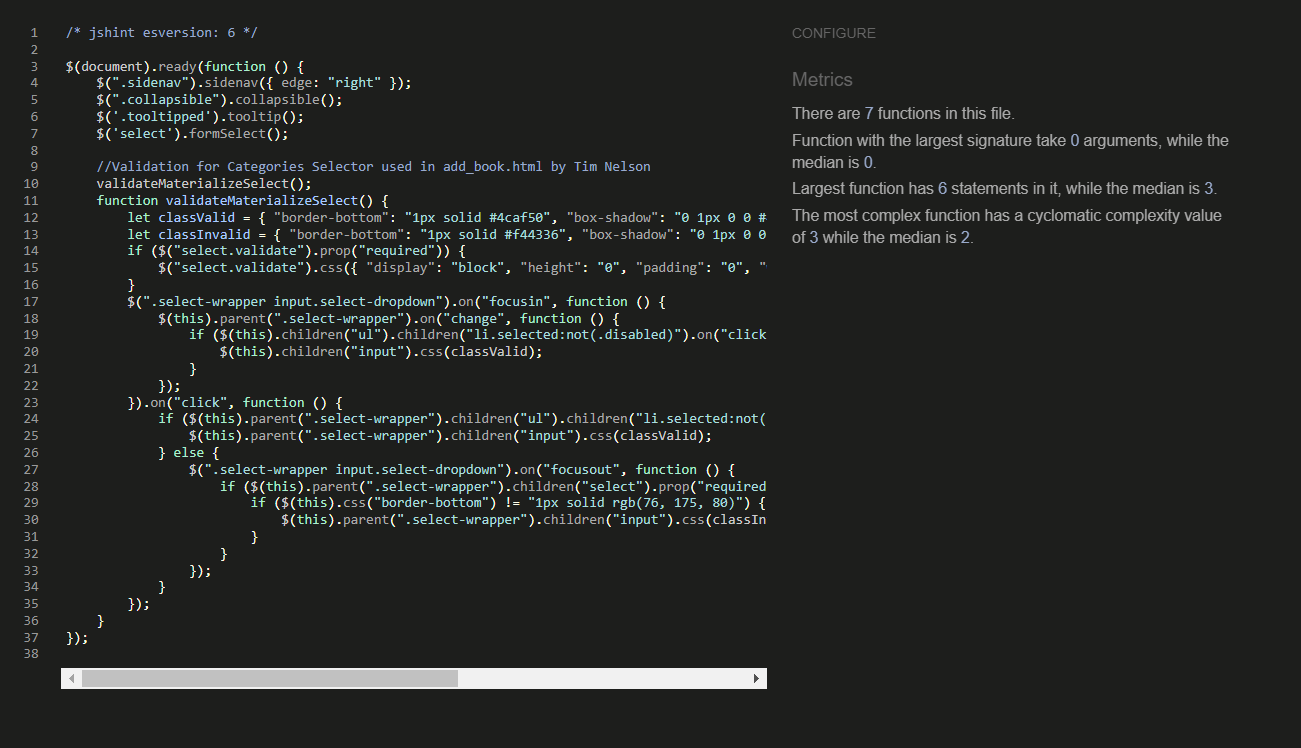 1 /* jshint esversion: 6 */
2
3 $(document).ready(function () {
4     $(".sidenav").sidenav({ edge: "right" });
5     $(".collapsible").collapsible();
6     $('.tooltipped').tooltip();
7     $('select').formSelect();
8
9     //Validation for Categories Selector used in add_book.html by Tim Nelson
10     validateMaterializeSelect();
11     function validateMaterializeSelect() {
12         let classValid = { "border-bottom": "1px solid #4caf50", "box-shadow": "0 1px 0 0 #
13         let classInvalid = { "border-bottom": "1px solid #f44336", "box-shadow": "0 1px 0 0
14         if ($("select.validate").prop("required")) {
15             $("select.validate").css({ "display": "block", "height": "0", "padding": "0", "
16         }
17         $(".select-wrapper input.select-dropdown").on("focusin", function () {
18             $(this).parent(".select-wrapper").on("change", function () {
19                 if ($(this).children("ul").children("li.selected:not(.disabled)").on("click
20                     $(this).children("input").css(classValid);
21                 }
22             });
23         }).on("click", function () {
24             if ($(this).parent(".select-wrapper").children("ul").children("li.selected:not(
25                 $(this).parent(".select-wrapper").children("input").css(classValid);
26             } else {
27                 $(".select-wrapper input.select-dropdown").on("focusout", function () {
28                     if ($(this).parent(".select-wrapper").children("select").prop("required
29                         if ($(this).css("border-bottom") != "1px solid rgb(76, 175, 80)") {
30                             $(this).parent(".select-wrapper").children("input").css(classIn
31                         }
32                     }
33                 });
34             }
35         });
36     }
37 });
38
CONFIGURE
Metrics
There are 7 functions in this file.
Function with the largest signature take 0 arguments, while the
median is 0.
Largest function has 6 statements in it, while the median is 3.
The most complex function has a cyclomatic complexity value
of 3 while the median is 2.